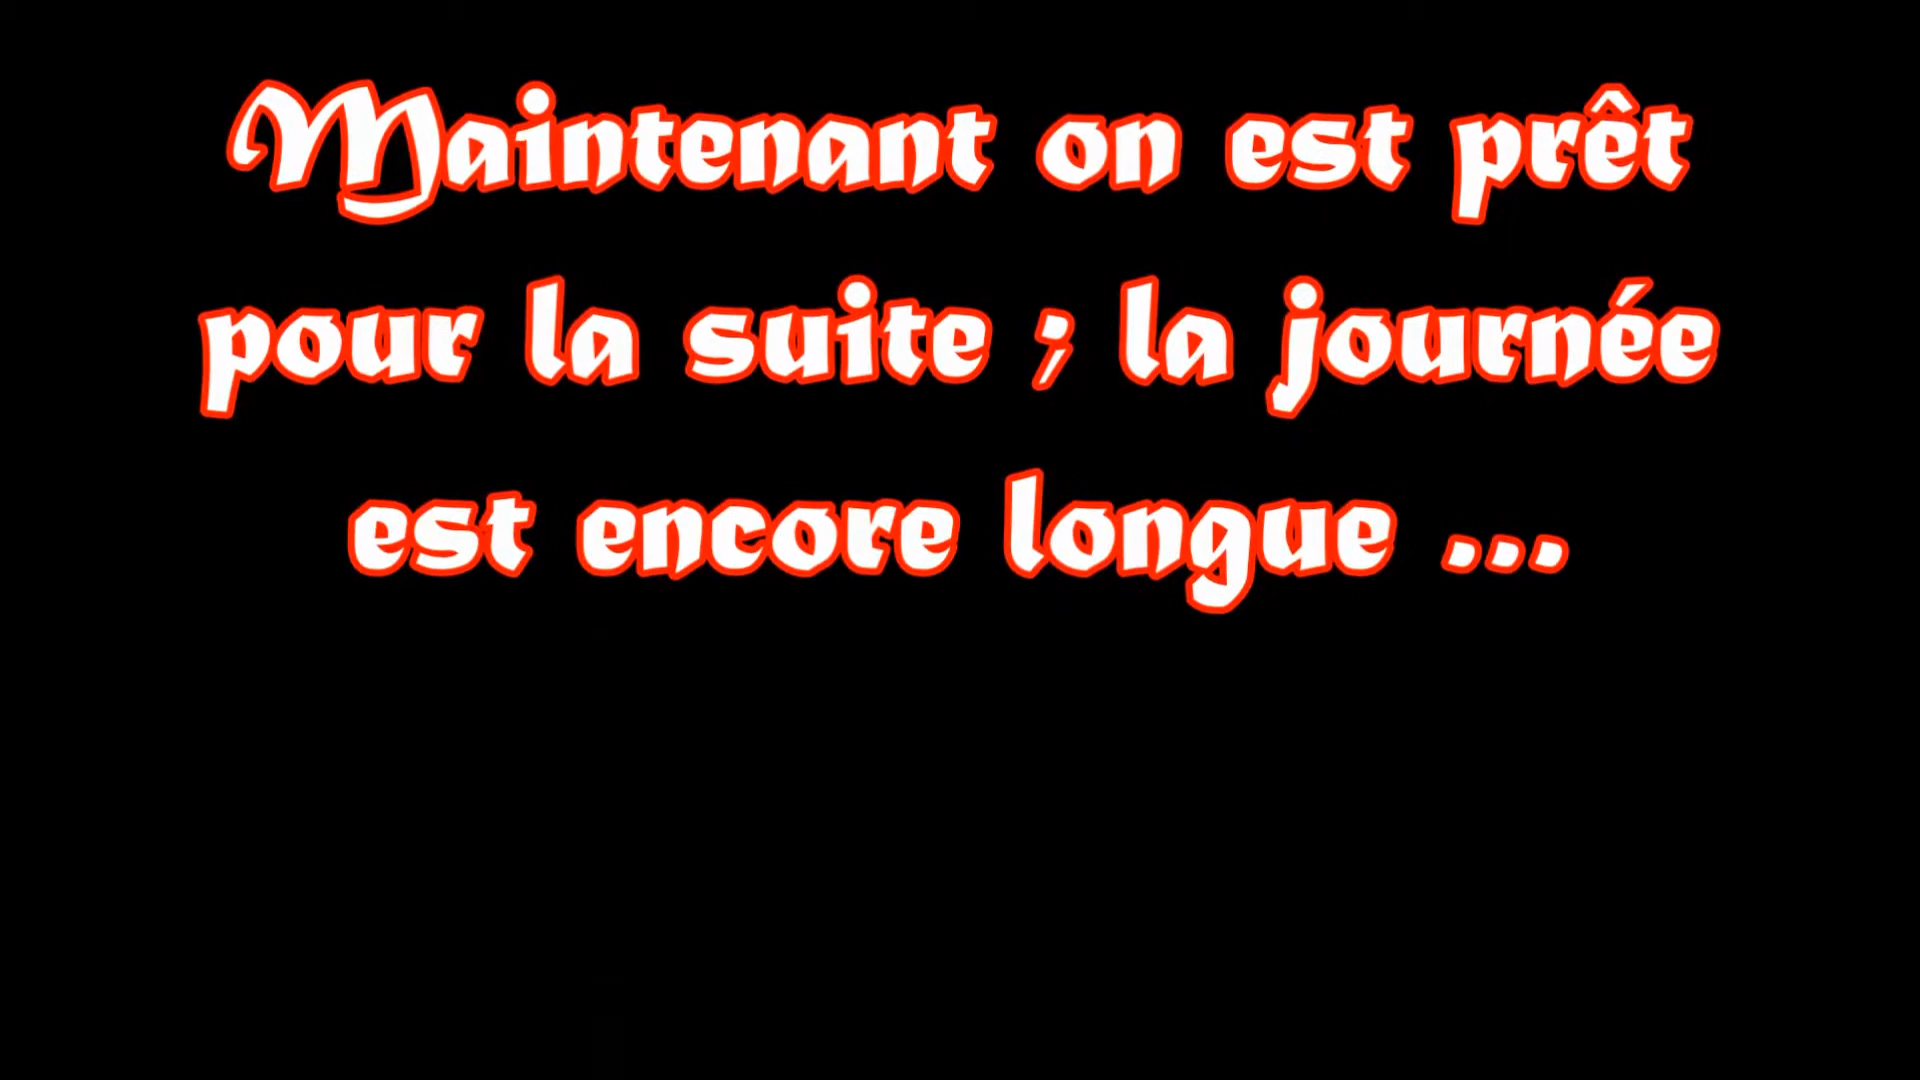 Maintenant on est prêt
pour la suite ; la journée
est encore longue ...